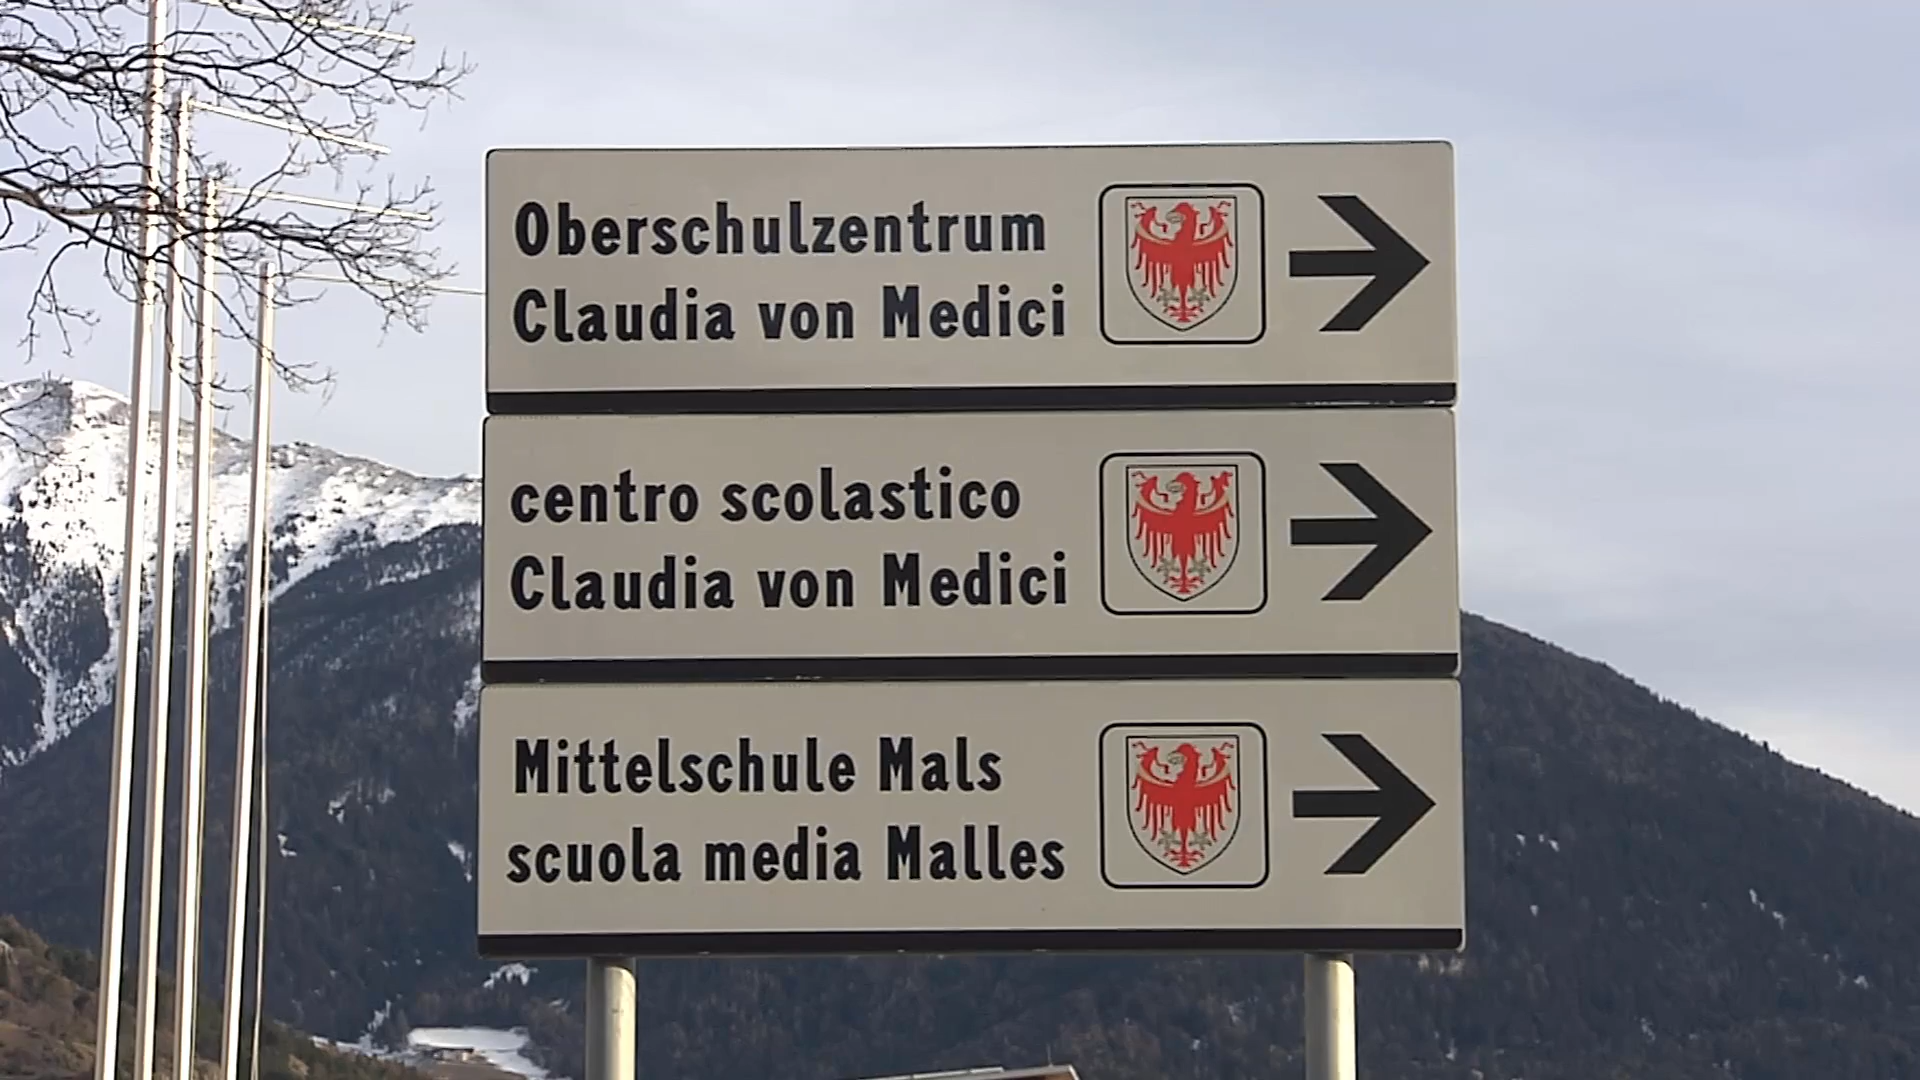 Oberschulzentrum
Claudia von Medici
centro scolastico
Claudia von Medici
Mittelschule Mals
scuola media Malles